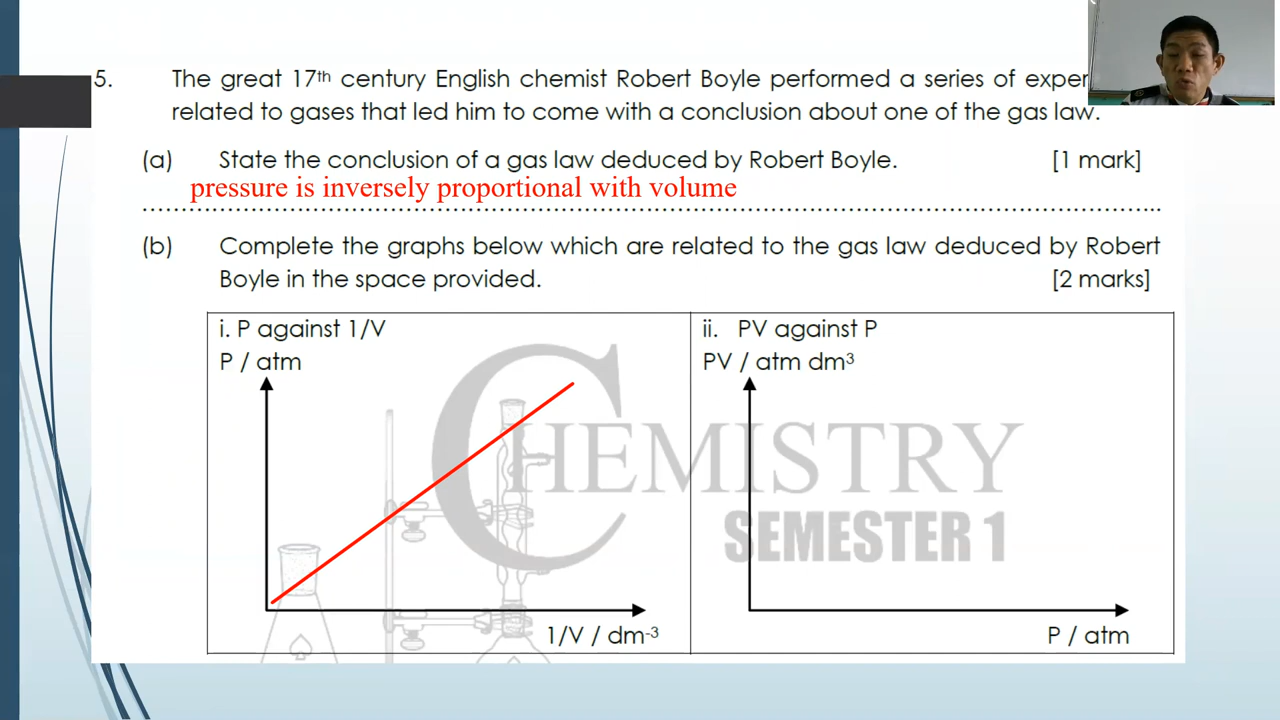 5. The great 17th century English chemist Robert Boyle performed a series of exper
related to gases that led him to come with a conclusion about one of the gas law.
(a) State the conclusion of a gas law deduced by Robert Boyle. [1 mark]
pressure is inversely proportional with volume
(b) Complete the graphs below which are related to the gas law deduced by Robert
Boyle in the space provided. [2 marks]
i. P against 1/V
P / atm
1/V / dm⁻³
ii. PV against P
PV / atm dm³
P / atm
CHEMISTRY
SEMESTER 1